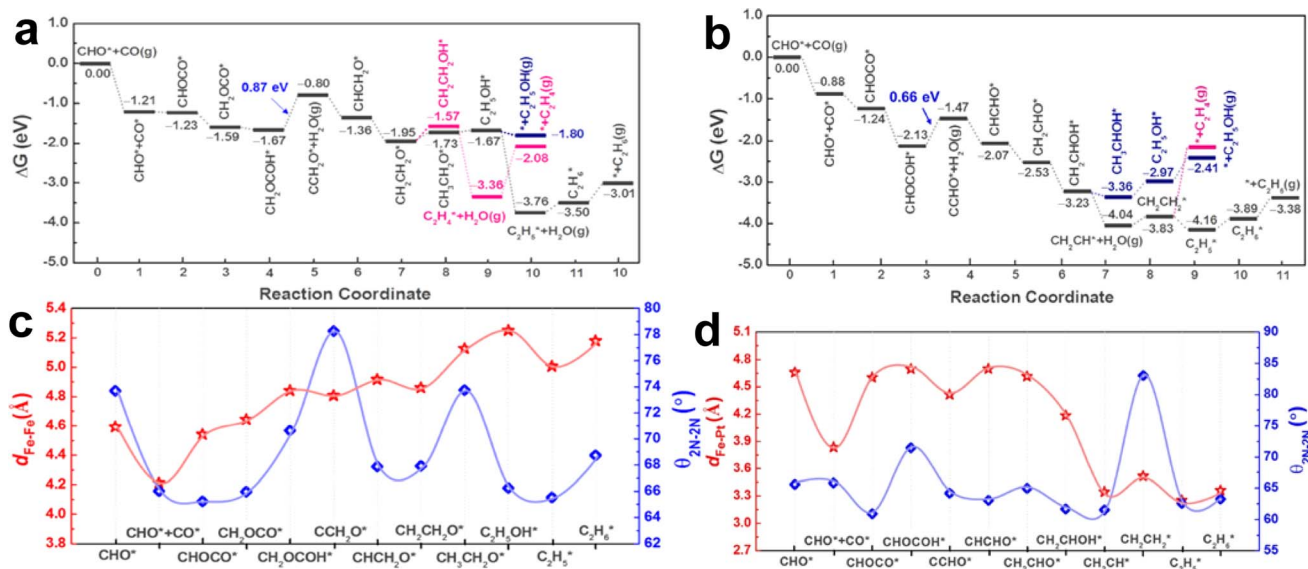 a
ΔG (eV)
1.0
0.0
-1.0
-2.0
-3.0
-4.0
-5.0
CHO*+CO(g)
0.00
−1.21
CHO*+CO*
CHOCO*
−1.23
CH₂OCO*
−1.59
−1.67
CH₂OCOH*
0.87 eV
−0.80
CCH₂O*+H₂O(g)
CHCH₂O*
−1.36
−1.95
CH₂CH₂O*
CH₂CH₂OH*
−1.57
−1.73
CH₃CH₂O*
−3.36
C₂H₄*+H₂O(g)
C₂H₅OH*
−1.67
*+C₂H₅OH(g)
*+C₂H₄(g)
−1.80
−2.08
−3.76
C₂H₅*+H₂O(g)
C₂H₆*
−3.50
*+C₂H₆(g)
−3.01
0 1 2 3 4 5 6 7 8 9 10 11 10
Reaction Coordinate
b
ΔG (eV)
1.0
0.0
-1.0
-2.0
-3.0
-4.0
-5.0
CHO*+CO(g)
0.00
−0.88
CHO*+CO*
CHOCO*
−1.24
−2.13
CHOCOH*
0.66 eV
−1.47
CCHO*+H₂O(g)
CHCHO*
−2.07
CH₂CHO*
−2.53
CH₂CHOH*
−3.23
CH₃CHOH*
−3.36
−4.04
CH₂CH*+H₂O(g)
C₂H₅OH*
−2.97
CH₂CH₂*
−3.83
*+C₂H₄(g)
−2.41
*+C₂H₅OH(g)
−4.16
C₂H₅*
−3.89
C₂H₆*
*+C₂H₆(g)
−3.38
0 1 2 3 4 5 6 7 8 9 10 11
Reaction Coordinate
c
d Fe-Fe (Å)
5.4
5.2
5.0
4.8
4.6
4.4
4.2
4.0
3.8
80
78
76
74
72
70
68
66
64
62
θ2N-2N (°)
CHO*+CO* CH₂OCO* CCH₂O* CH₂CH₂O* C₂H₅OH* C₂H₆*
CHO* CHOCO* CH₂OCOH* CHCH₂O* CH₃CH₂O* C₂H₅*
d
d Fe-Pt (Å)
5.1
4.8
4.5
4.2
3.9
3.6
3.3
3.0
2.7
90
85
80
75
70
65
60
55
θ2N-2N (°)
CHO*+CO* CHOCOH* CHCHO* CH₂CHOH* CH₂CH₂* C₂H₆*
CHO* CHOCO* CCHO*